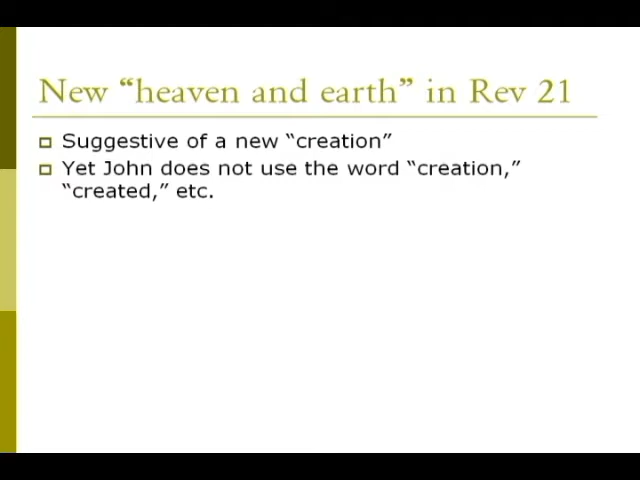 New “heaven and earth” in Rev 21
Suggestive of a new “creation”
Yet John does not use the word “creation,”
“created,” etc.